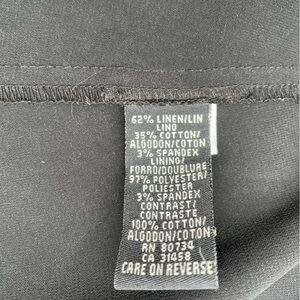 62% LINEN/LIN
LINO
35% COTTON/
ALGODON/COTON
3% SPANDEX
LINING/
FORRO/DOUBLURE
97% POLYESTER/
POLIESTER
3% SPANDEX
CONTRAST/
CONTRASTE
100% COTTON/
ALGODON/COTON
RN 80734
CA 31458
CARE ON REVERSE